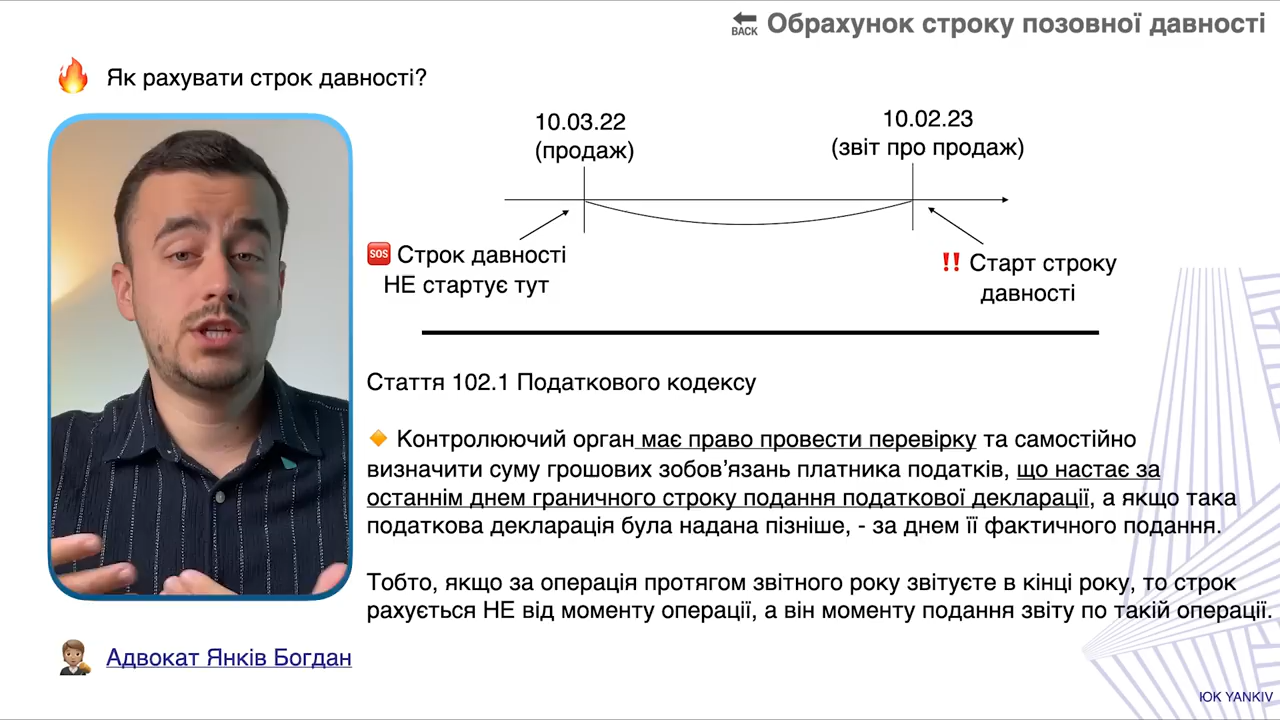 BACK Обрахунок строку позовної давності
Як рахувати строк давності?
10.03.22
(продаж)
10.02.23
(звіт про продаж)
SOS Строк давності
НЕ стартує тут
‼️ Старт строку
давності
Стаття 102.1 Податкового кодексу
🔸 Контролюючий орган має право провести перевірку та самостійно
визначити суму грошових зобов’язань платника податків, що настає за
останнім днем граничного строку подання податкової декларації, а якщо така
податкова декларація була надана пізніше, - за днем її фактичного подання.
Тобто, якщо за операція протягом звітного року звітуєте в кінці року, то строк
рахується НЕ від моменту операції, а він моменту подання звіту по такій операції.
Адвокат Янків Богдан
ЮК YANKIV